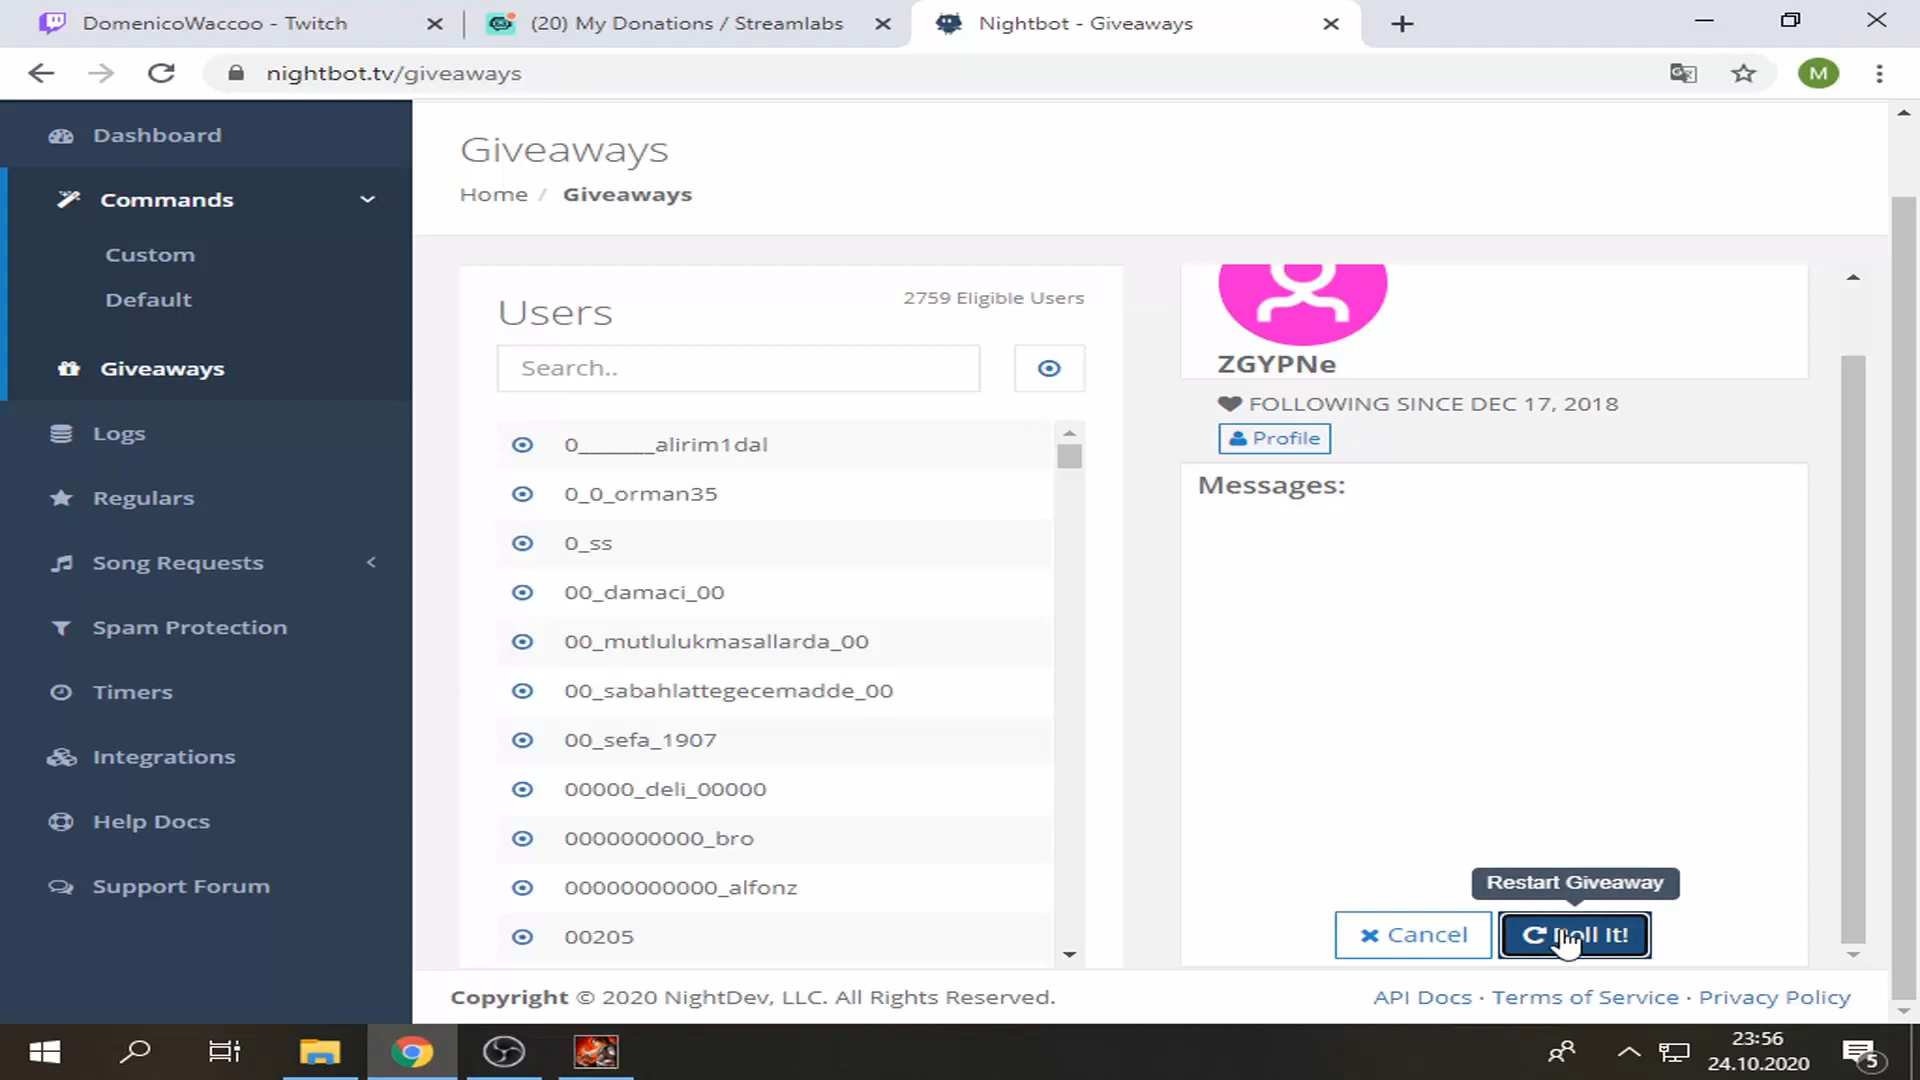 DomenicoWaccoo - Twitch
(20) My Donations / Streamlabs
Nightbot - Giveaways
nightbot.tv/giveaways
M
Dashboard
Commands
Custom
Default
Giveaways
Logs
Regulars
Song Requests
Spam Protection
Timers
Integrations
Help Docs
Support Forum
Giveaways
Home / Giveaways
Users
2759 Eligible Users
Search..
0_______alirim1dal
0_0_orman35
0_ss
00_damaci_00
00_mutlulukmasallarda_00
00_sabahlattegecemadde_00
00_sefa_1907
00000_deli_00000
0000000000_bro
00000000000_alfonz
00205
ZGYPNe
FOLLOWING SINCE DEC 17, 2018
Profile
Messages:
Restart Giveaway
Cancel
Roll It!
Copyright © 2020 NightDev, LLC. All Rights Reserved.
API Docs · Terms of Service · Privacy Policy
23:56
24.10.2020
5